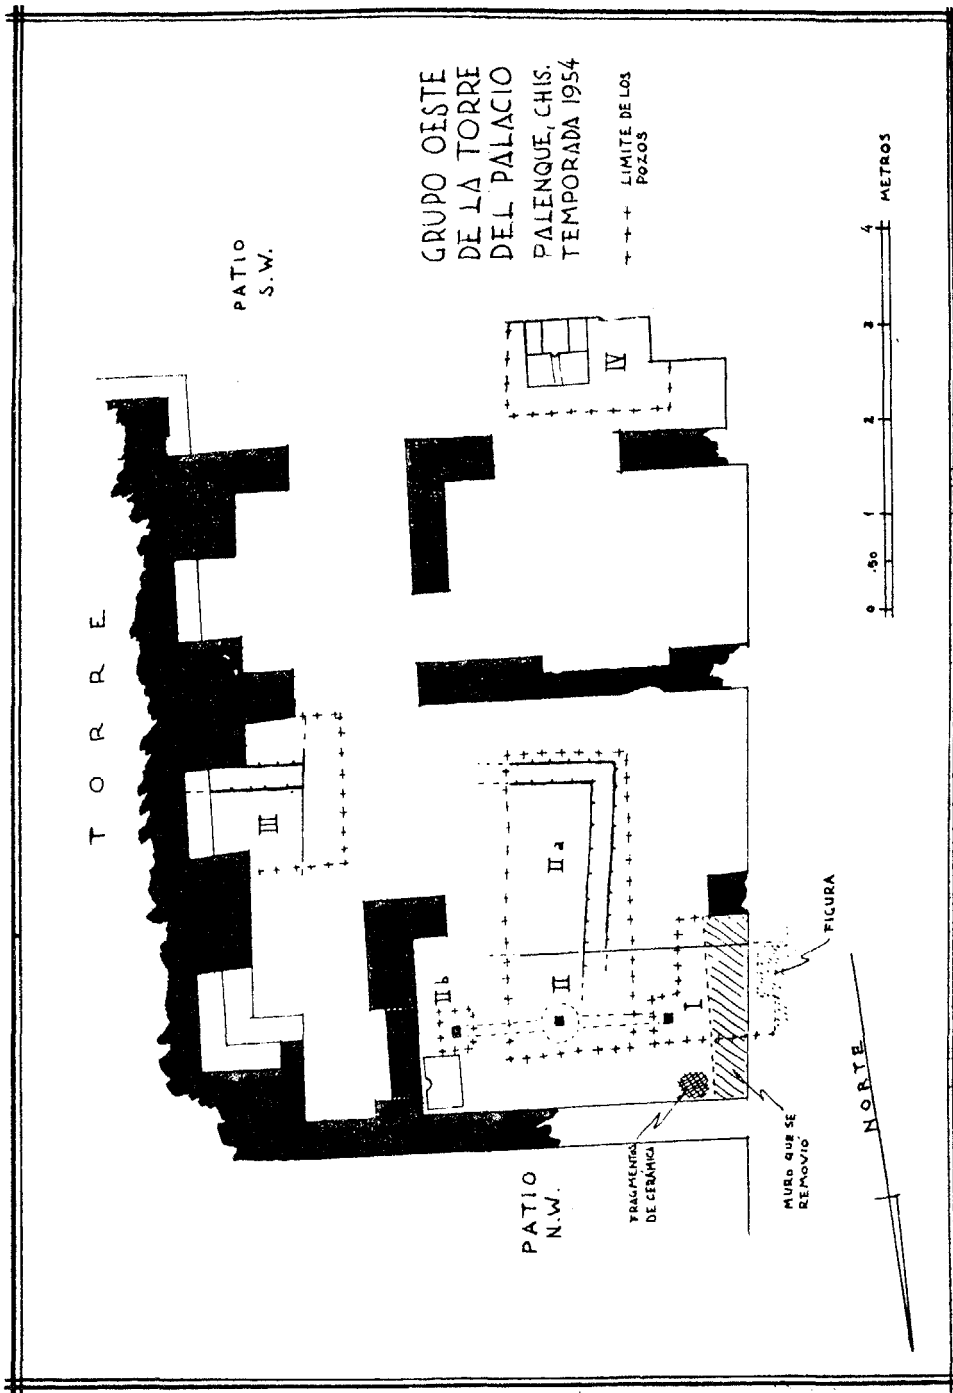 GRUPO OESTE
DE LA TORRE
DEL PALACIO
PALENQUE, CHIS.
TEMPORADA 1954
+ + + LIMITE DE LOS
POZOS
PATIO
S.W.
TORRE
III
II a
II
II b
I
IV
FIGURA
FRAGMENTOS
DE CERÁMICA
MURO QUE SE
REMOVIÓ
PATIO
N.W.
NORTE
0 .50 1 2 3 4 METROS